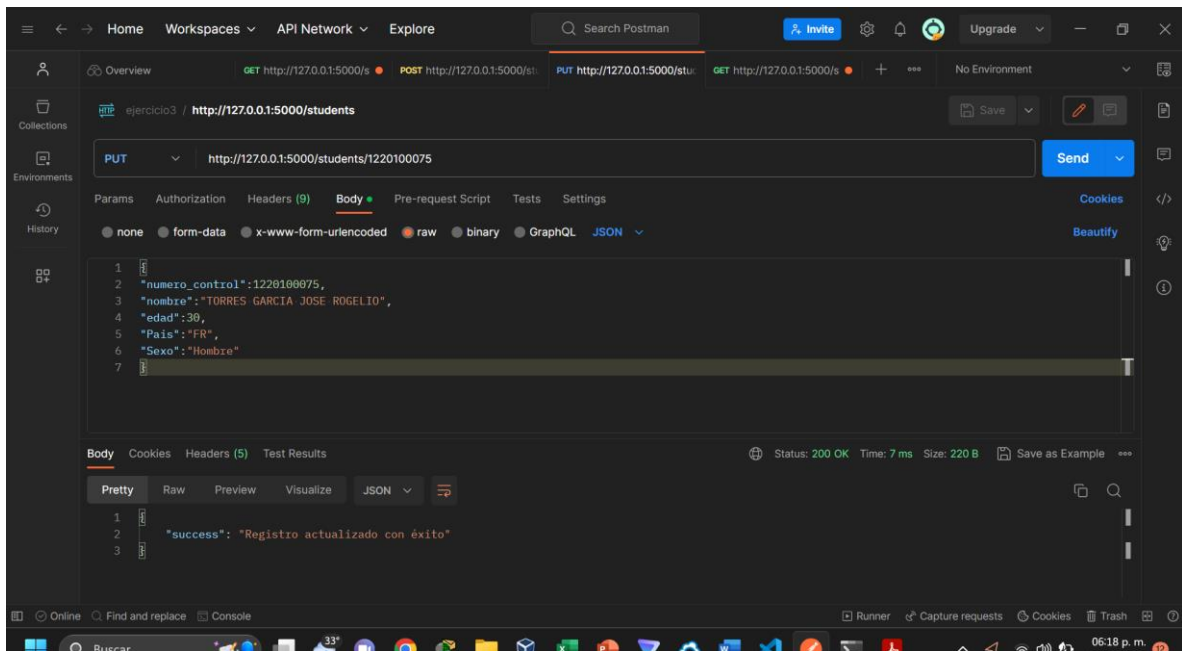 Home Workspaces API Network Explore Search Postman Invite Upgrade
Overview GET http://127.0.0.1:5000/s POST http://127.0.0.1:5000/st PUT http://127.0.0.1:5000/stu GET http://127.0.0.1:5000/s No Environment
HTTP ejercicio3 / http://127.0.0.1:5000/students Save
Collections
PUT http://127.0.0.1:5000/students/1220100075 Send
Environments
Params Authorization Headers (9) Body Pre-request Script Tests Settings Cookies
History
none form-data x-www-form-urlencoded raw binary GraphQL JSON Beautify
1 {
2 "numero_control":1220100075,
3 "nombre":"TORRES GARCIA JOSE ROGELIO",
4 "edad":30,
5 "Pais":"FR",
6 "Sexo":"Hombre"
7 }
Body Cookies Headers (5) Test Results Status: 200 OK Time: 7 ms Size: 220 B Save as Example
Pretty Raw Preview Visualize JSON
1 {
2 "success": "Registro actualizado con éxito"
3 }
Online Find and replace Console Runner Capture requests Cookies Trash
Buscar 33° 06:18 p. m. 12